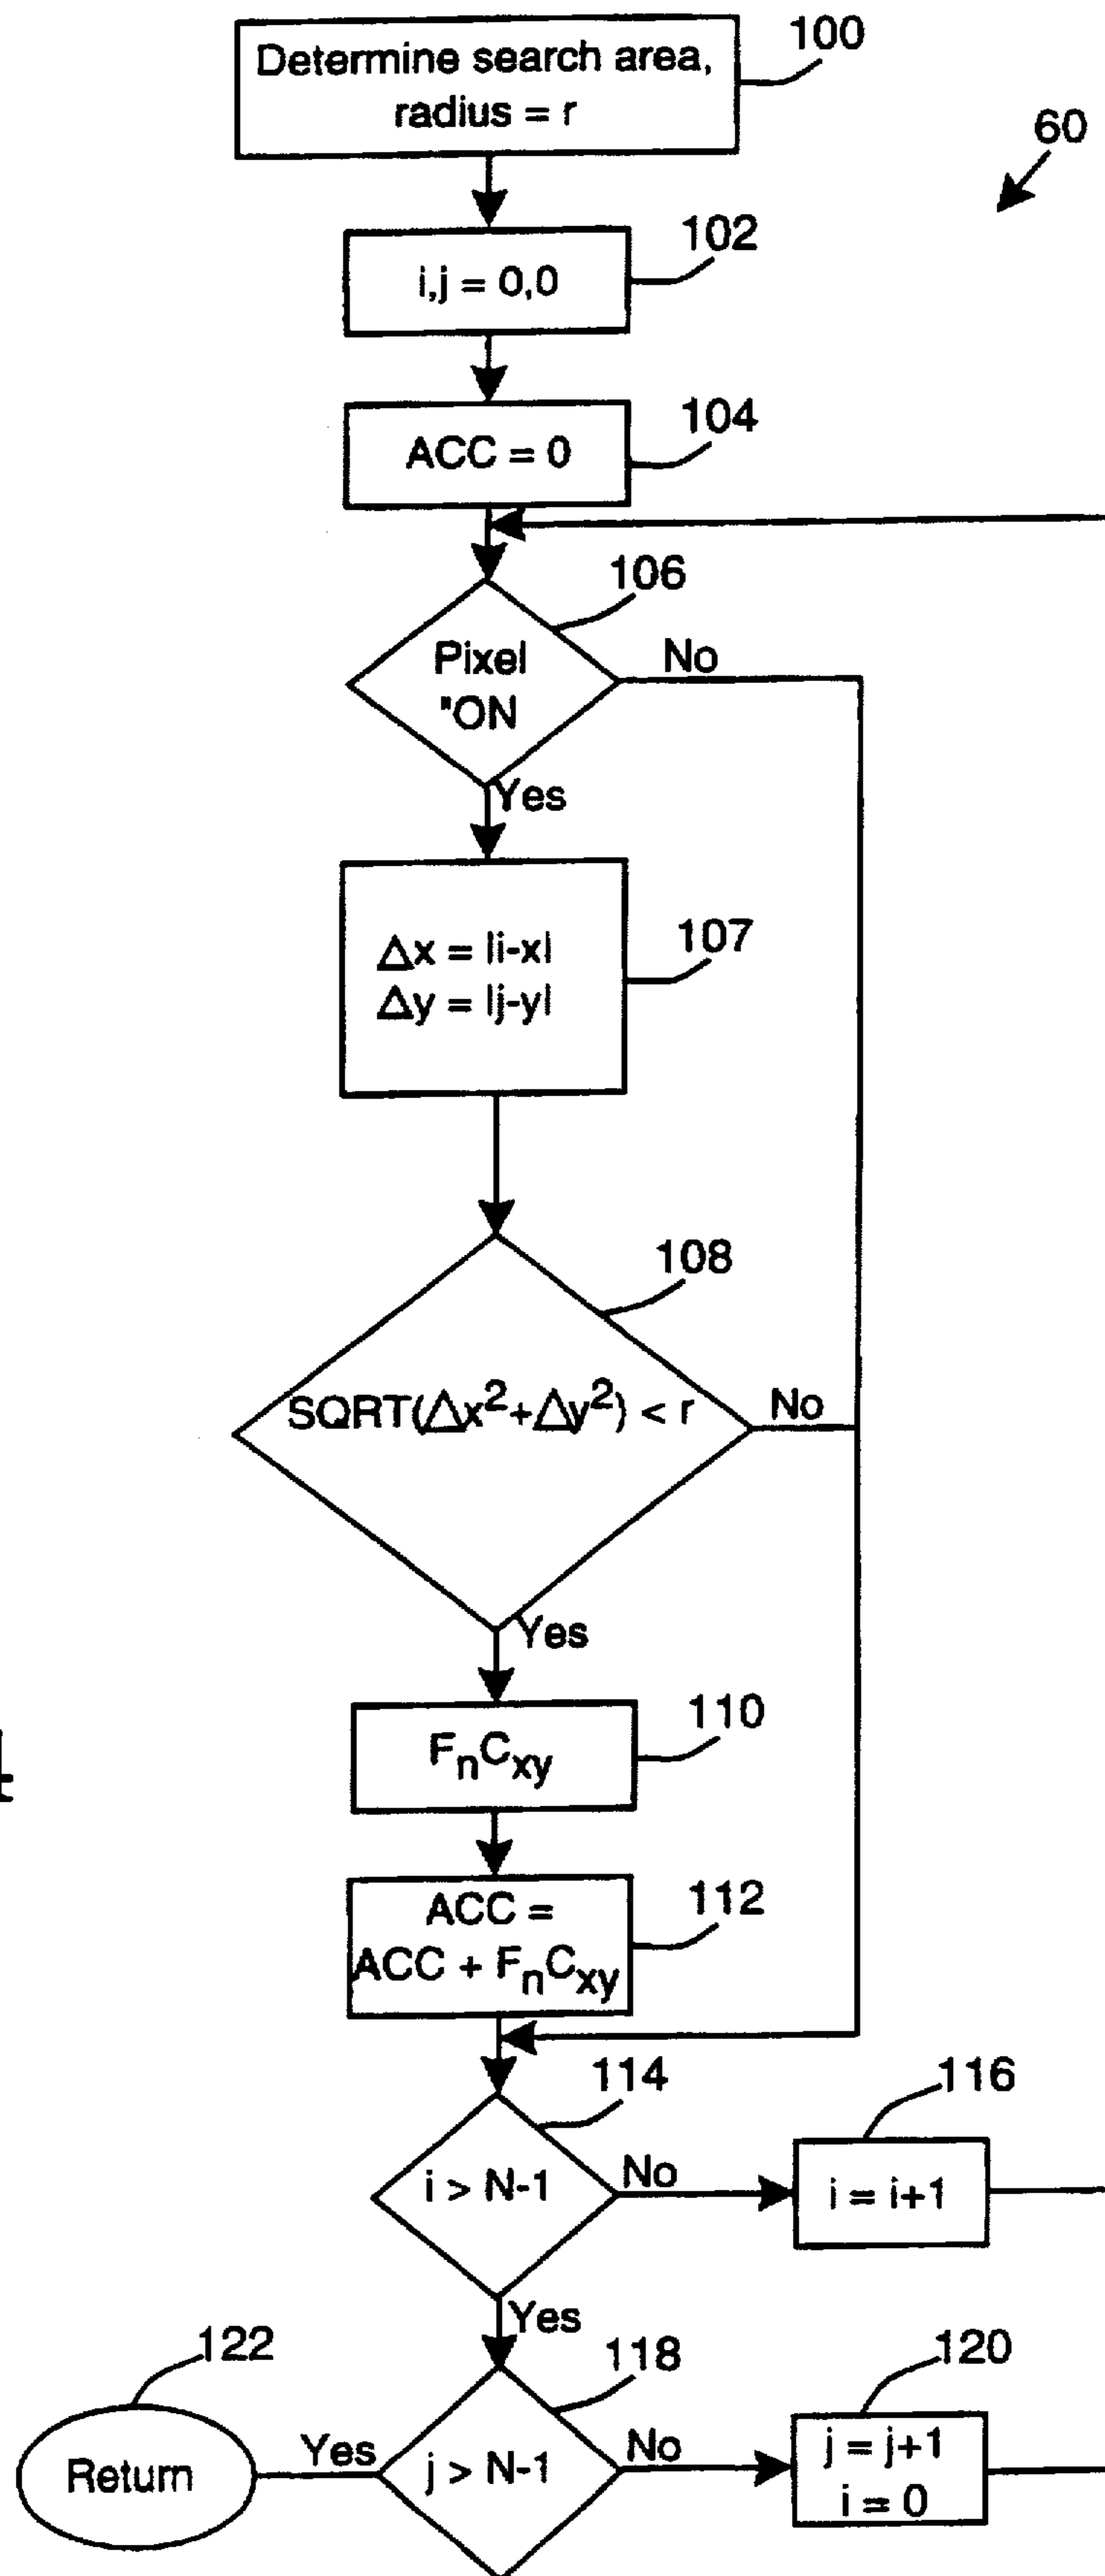 Determine search area,
radius = r
100
60
i,j = 0,0
102
ACC = 0
104
106
Pixel
"ON
No
Yes
Δx = |i-x|
Δy = |j-y|
107
108
SQRT(Δx²+Δy²) < r
No
Yes
FₙCxy
110
ACC =
ACC + FₙCxy
112
114
i > N-1
No
116
i = i+1
Yes
122
Return
Yes
118
j > N-1
No
120
j = j+1
i = 0